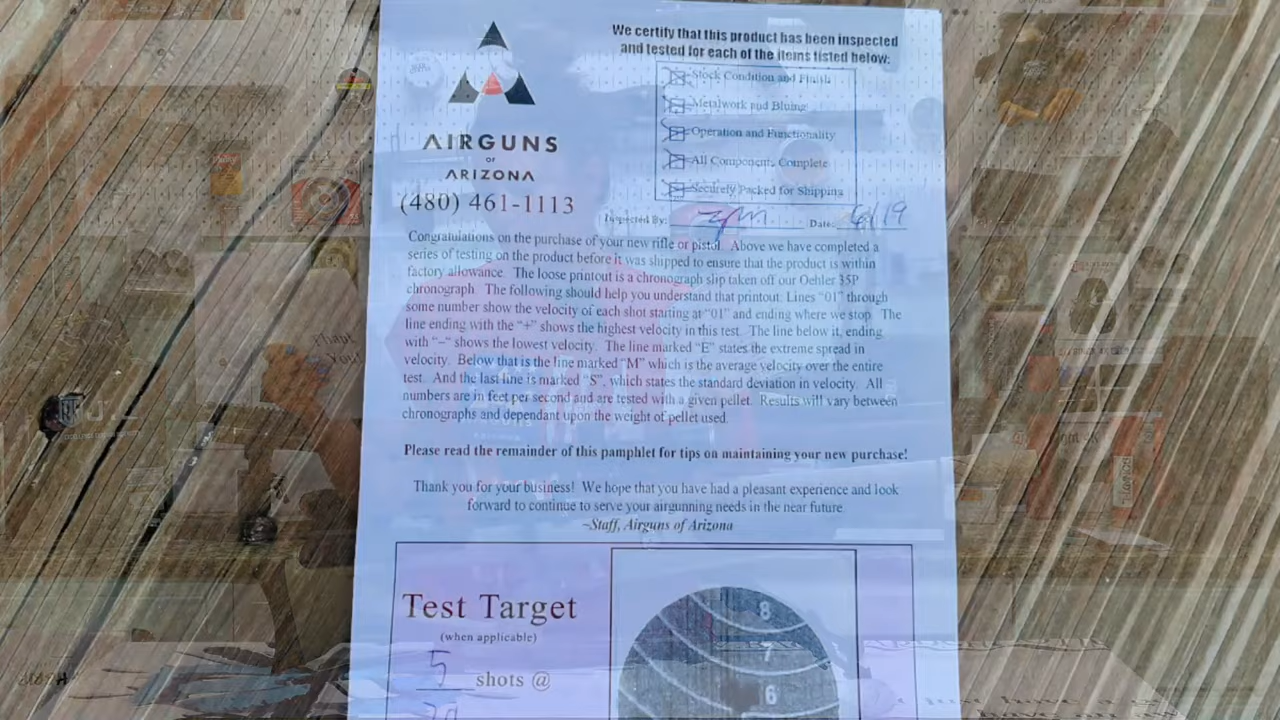 We certify that this product has been inspected
and tested for each of the items listed below:
Stock Condition and Finish
Metalwork and Bluing
Operation and Functionality
All Components Complete
Securely Packed for Shipping
Inspected By:
Date: 6/19
AIRGUNS
OF
ARIZONA
(480) 461-1113
Congratulations on the purchase of your new rifle or pistol. Above we have completed a
series of testing on the product before it was shipped to ensure that the product is within
factory allowance. The loose printout is a chronograph slip taken off our Oehler 35P
chronograph. The following should help you understand that printout: Lines "01" through
some number show the velocity of each shot starting at "01" and ending where we stop. The
line ending with the "+" shows the highest velocity in this test. The line below it, ending
with "–" shows the lowest velocity. The line marked "E" states the extreme spread in
velocity. Below that is the line marked "M" which is the average velocity over the entire
test. And the last line is marked "S", which states the standard deviation in velocity. All
numbers are in feet per second and are tested with a given pellet. Results will vary between
chronographs and dependant upon the weight of pellet used.
Please read the remainder of this pamphlet for tips on maintaining your new purchase!
Thank you for your business! We hope that you have had a pleasant experience and look
forward to continue to serve your airgunning needs in the near future
~Staff, Airguns of Arizona
Test Target
(when applicable)
5 shots @
8
7
6
Thank
You